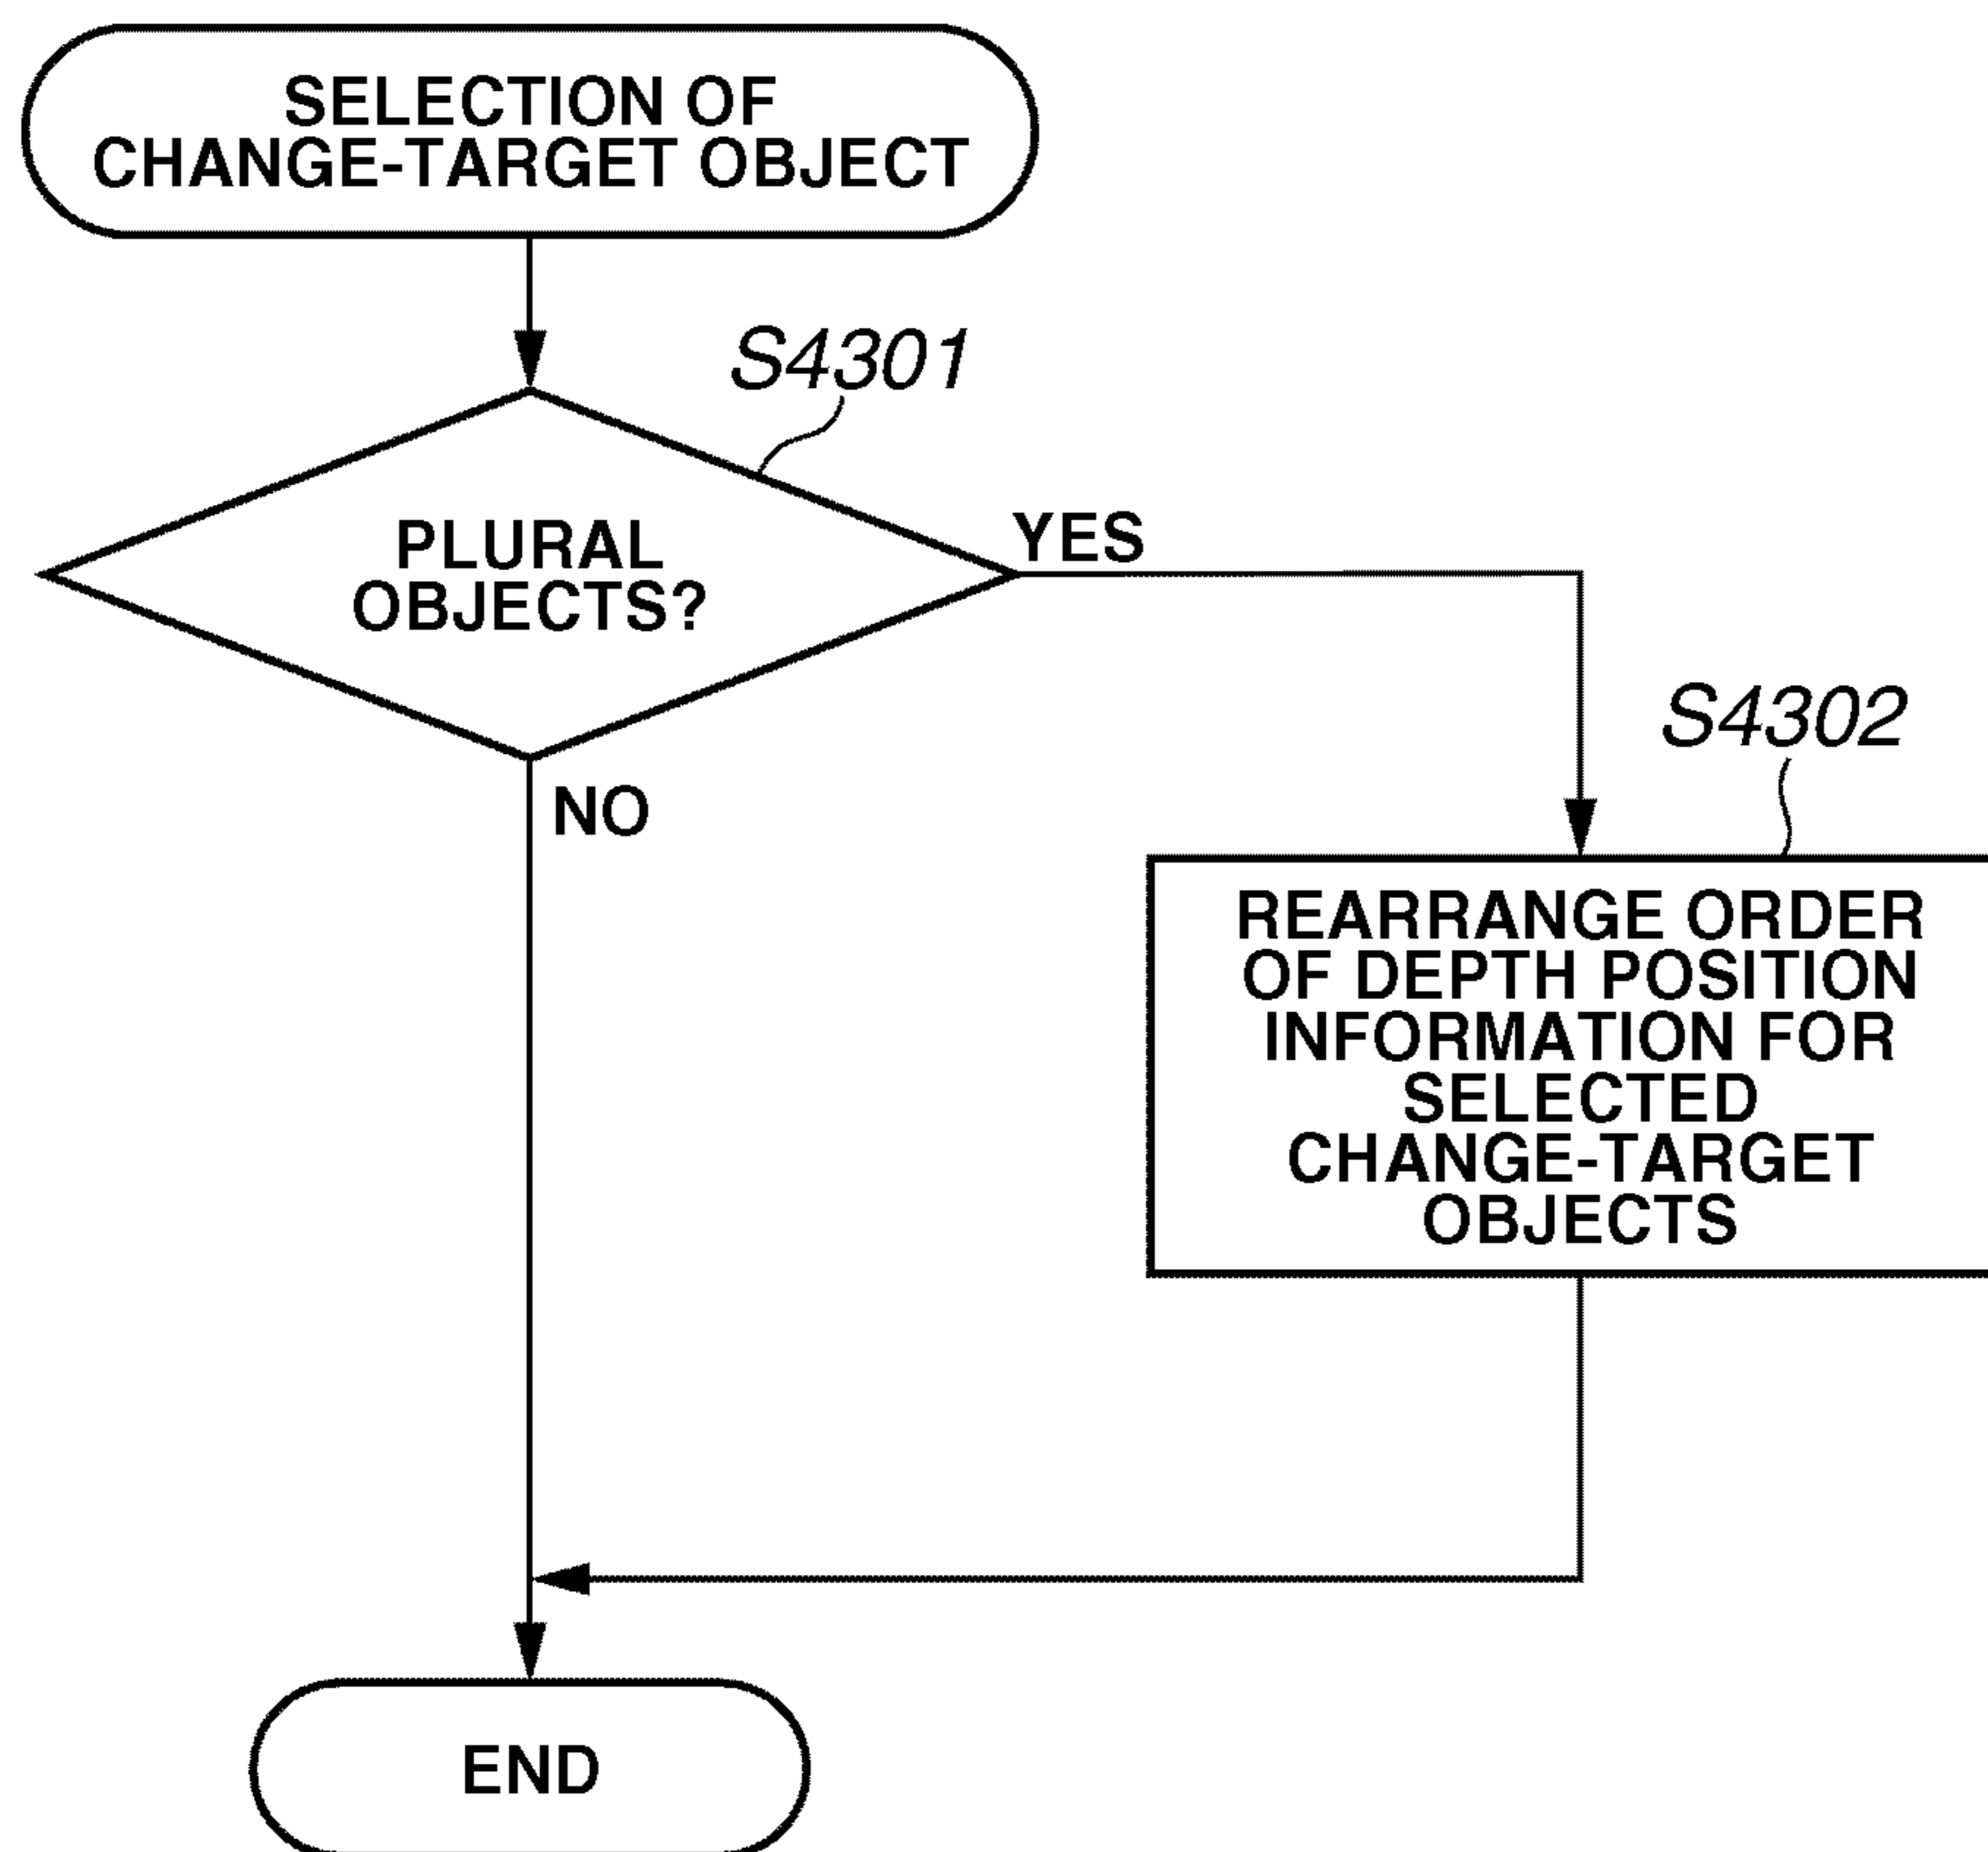 SELECTION OF
CHANGE-TARGET OBJECT
S4301
PLURAL
OBJECTS?
YES
NO
S4302
REARRANGE ORDER
OF DEPTH POSITION
INFORMATION FOR
SELECTED
CHANGE-TARGET
OBJECTS
END